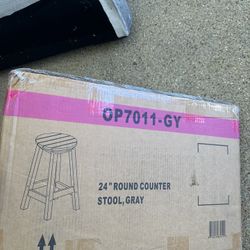 OP7011-GY
24" ROUND COUNTER
STOOL, GRAY